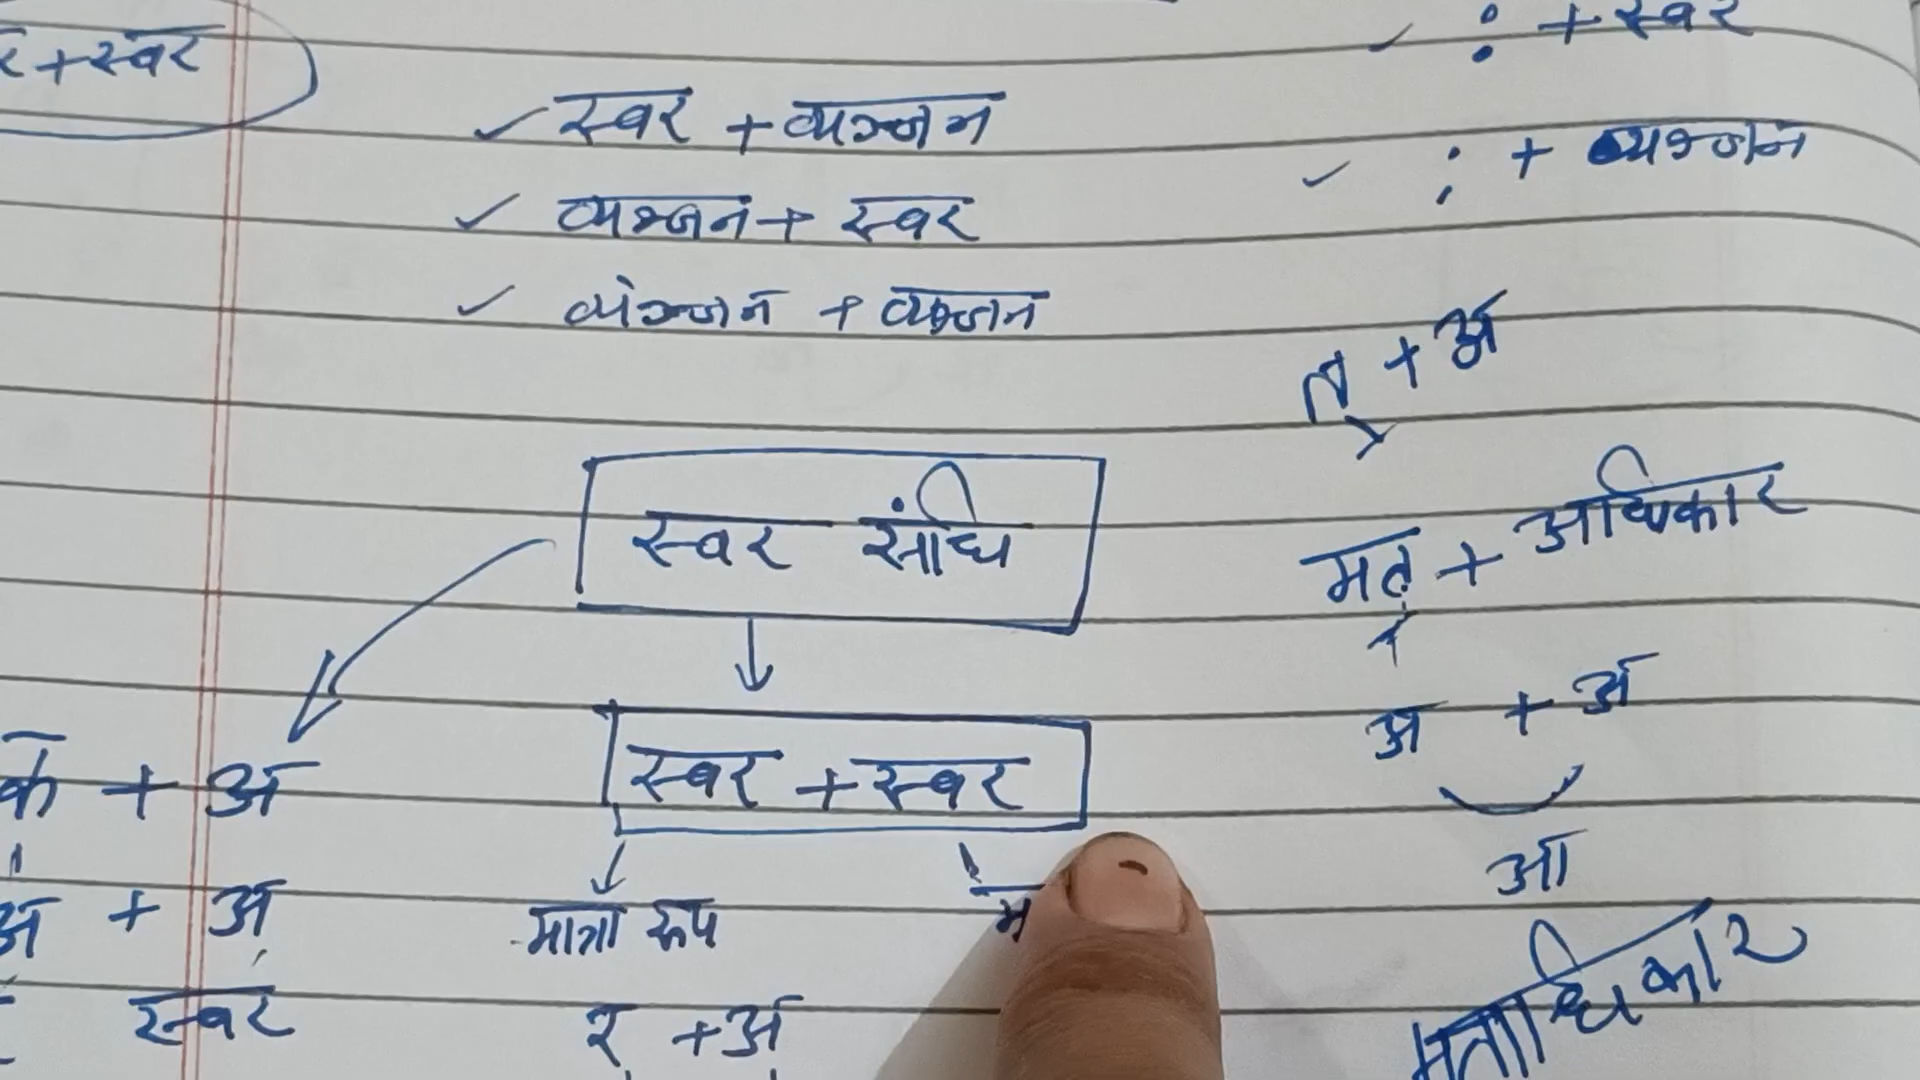 + स्वर
: + स्वर
स्वर + व्यञ्जन
: + व्यञ्जन
व्यञ्जन + स्वर
व्यंञ्जन + व्यञ्जन
त + अ
स्वर संधि
मत + अधिकार
अ + अ
स्वर + स्वर
क + अ
आ
अ + अ
मात्रा रूप
स्वर
र + अ
मताधिकार